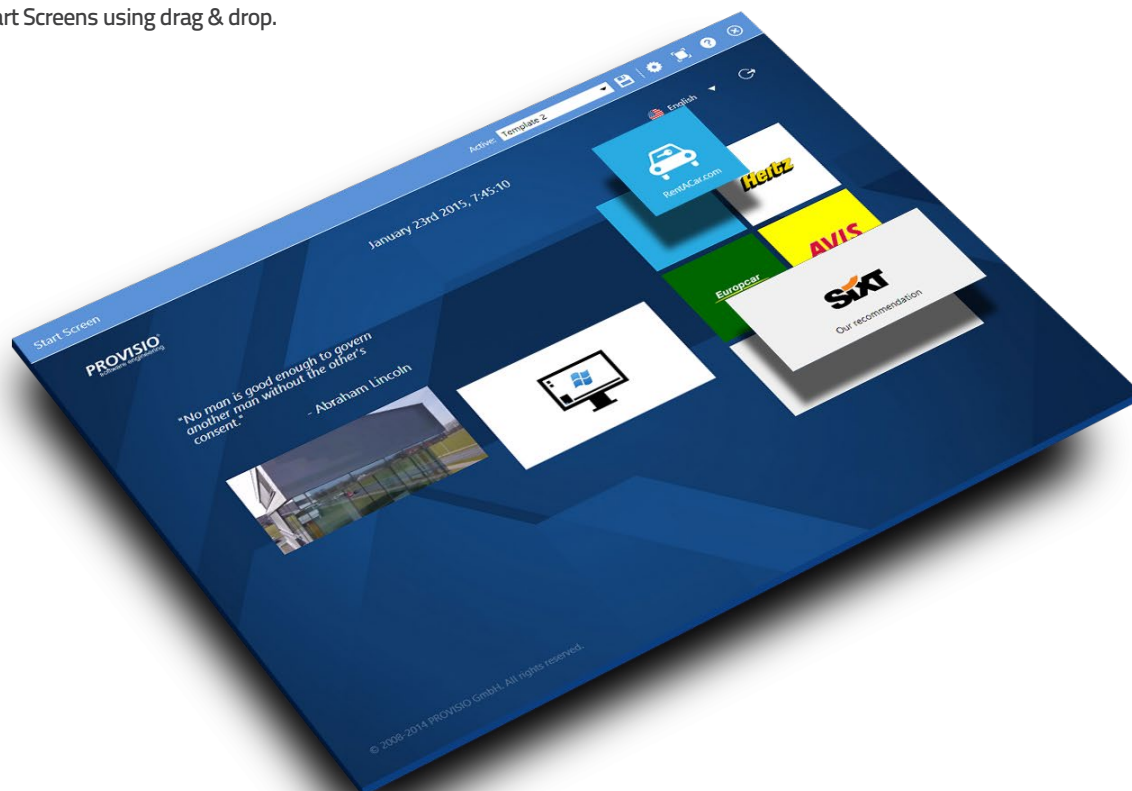 art Screens using drag & drop.
Start Screen
Active:
Template 2
English
January 23rd 2015, 7:45:10
RentACar.com
Hertz
Europcar
AVIS
SIXT
Our recommendation
PROVISIO®
software engineering
"No man is good enough to govern
another man without the other's
consent."
- Abraham Lincoln
© 2008-2014 PROVISIO GmbH. All rights reserved.